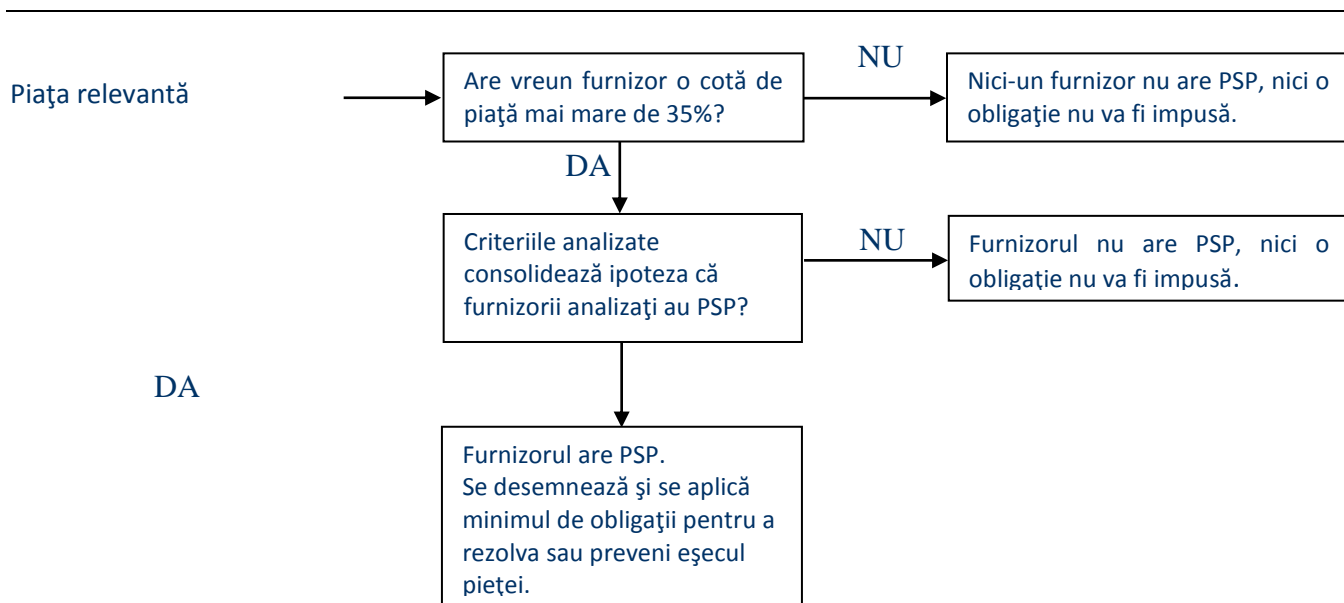 Piaţa relevantă
Are vreun furnizor o cotă de
piaţă mai mare de 35%?
NU
Nici-un furnizor nu are PSP, nici o
obligaţie nu va fi impusă.
DA
Criteriile analizate
consolidează ipoteza că
furnizorii analizaţi au PSP?
NU
Furnizorul nu are PSP, nici o
obligaţie nu va fi impusă.
DA
Furnizorul are PSP.
Se desemnează şi se aplică
minimul de obligaţii pentru a
rezolva sau preveni eşecul
pieţei.